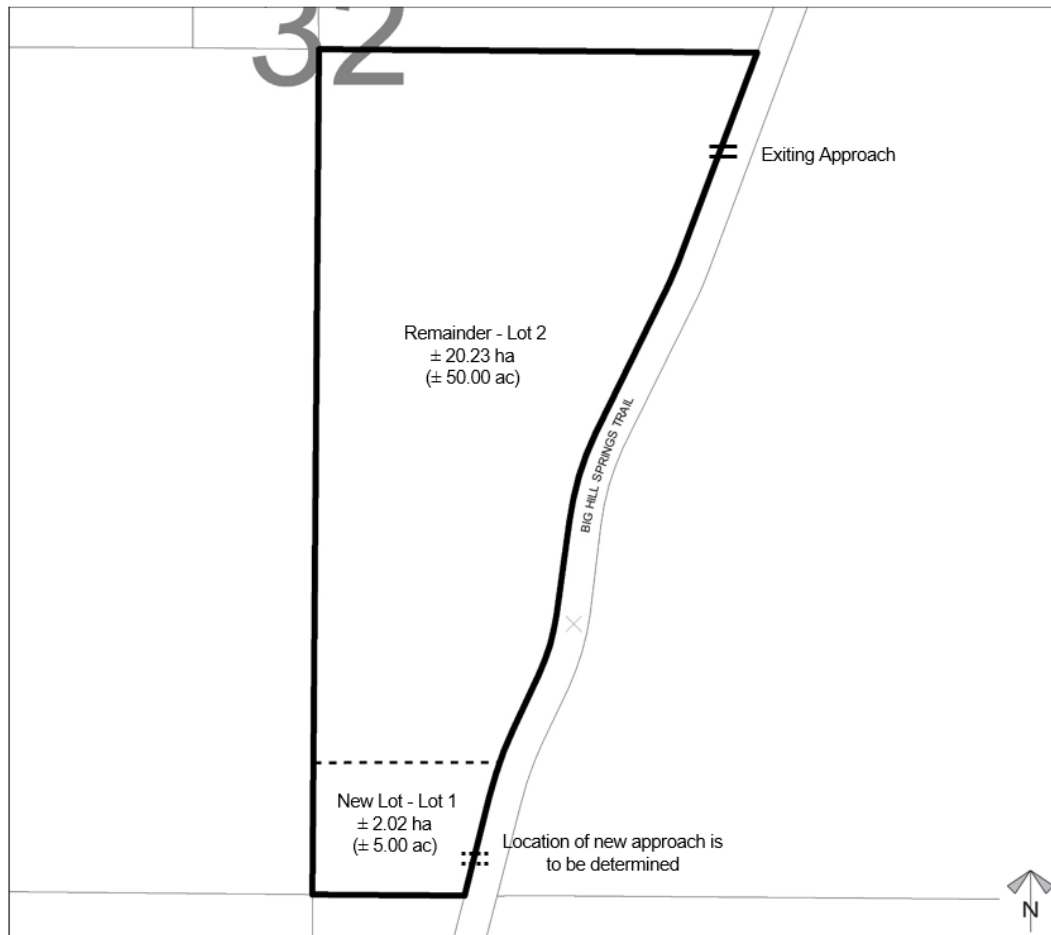 32
Exiting Approach
Remainder - Lot 2
± 20.23 ha
(± 50.00 ac)
BIG HILL SPRINGS TRAIL
New Lot - Lot 1
± 2.02 ha
(± 5.00 ac)
Location of new approach is
to be determined
N